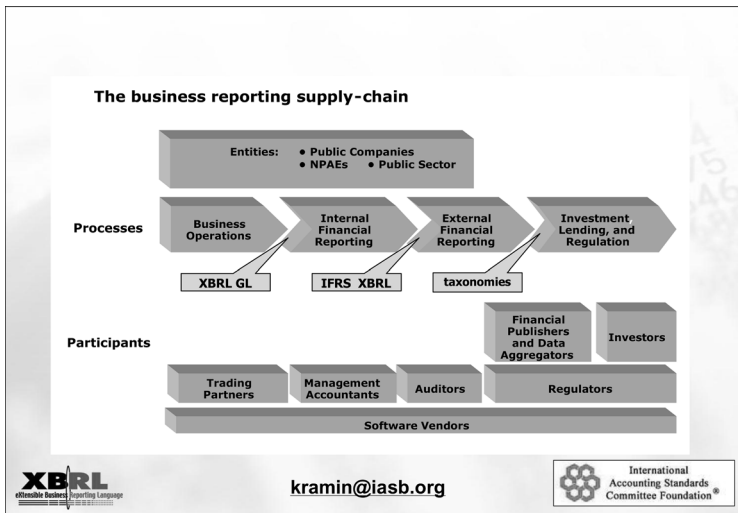 The business reporting supply-chain
Entities: • Public Companies
• NPAEs • Public Sector
Processes
Business
Operations
Internal
Financial
Reporting
External
Financial
Reporting
Investment,
Lending, and
Regulation
XBRL GL
IFRS XBRL
taxonomies
Participants
Financial
Publishers
and Data
Aggregators
Investors
Trading
Partners
Management
Accountants
Auditors
Regulators
Software Vendors
XBRL
eXtensible Business Reporting Language
kramin@iasb.org
International
Accounting Standards
Committee Foundation®